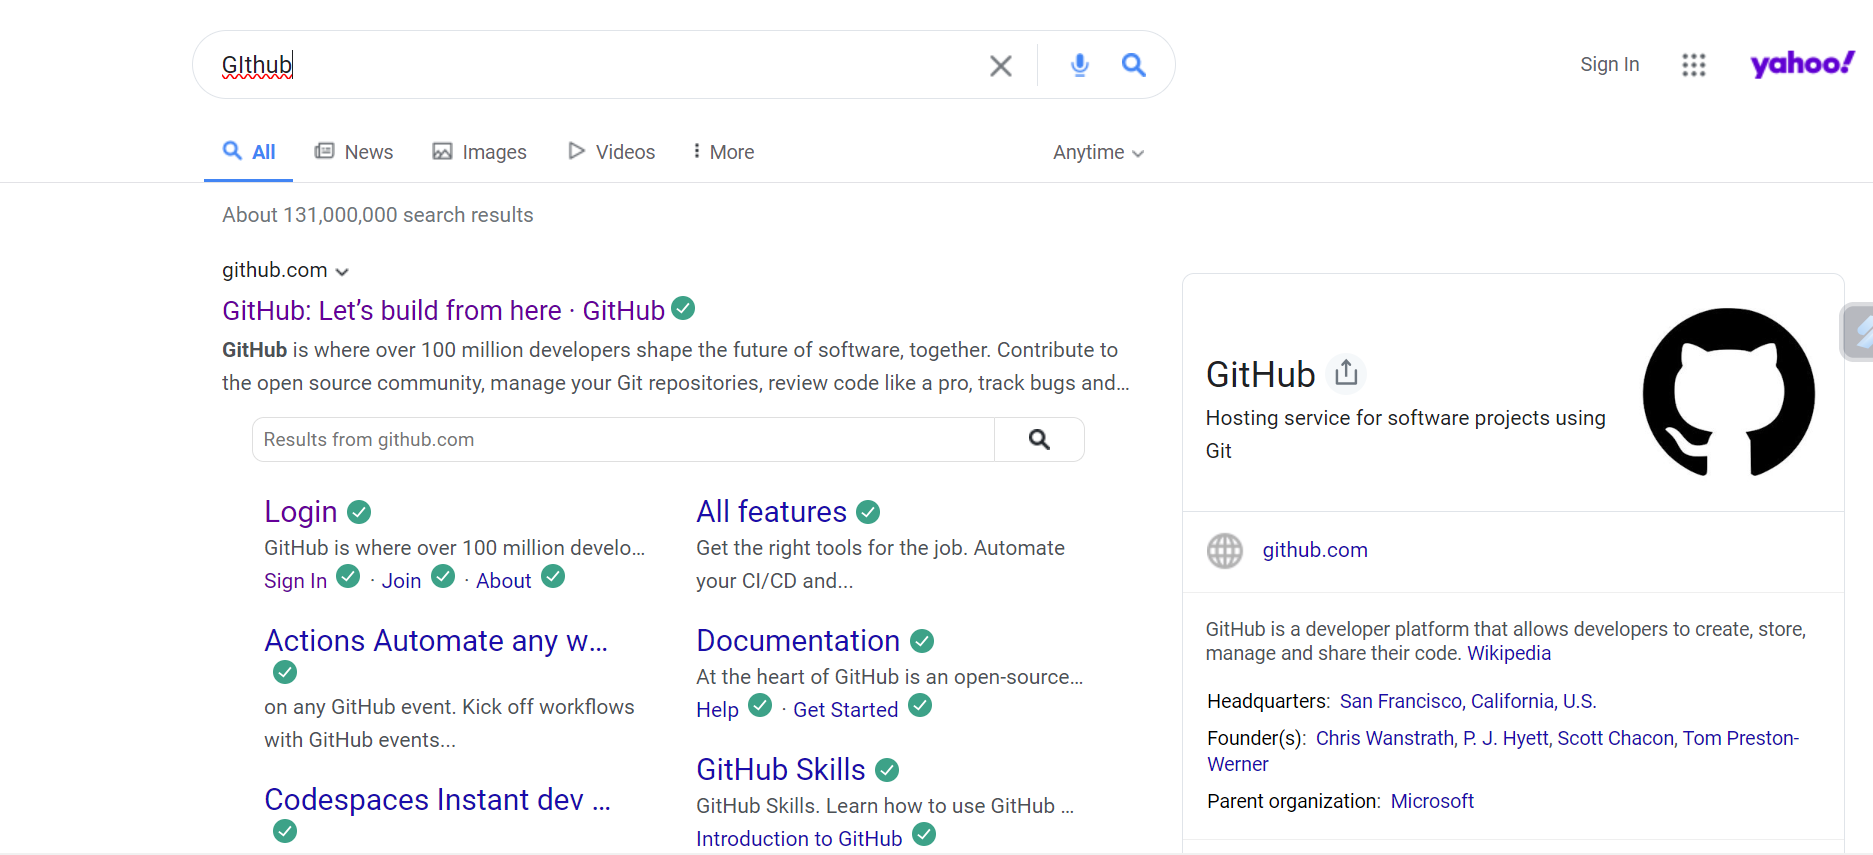 GIthub
Sign In
yahoo!
All
News
Images
Videos
More
Anytime
About 131,000,000 search results
github.com
GitHub: Let’s build from here · GitHub
GitHub is where over 100 million developers shape the future of software, together. Contribute to
the open source community, manage your Git repositories, review code like a pro, track bugs and...
Results from github.com
Login
GitHub is where over 100 million develo...
Sign In · Join · About
Actions Automate any w...
on any GitHub event. Kick off workflows
with GitHub events...
Codespaces Instant dev ...
All features
Get the right tools for the job. Automate
your CI/CD and...
Documentation
At the heart of GitHub is an open-source...
Help · Get Started
GitHub Skills
GitHub Skills. Learn how to use GitHub ...
Introduction to GitHub
GitHub
Hosting service for software projects using
Git
github.com
GitHub is a developer platform that allows developers to create, store,
manage and share their code. Wikipedia
Headquarters: San Francisco, California, U.S.
Founder(s): Chris Wanstrath, P. J. Hyett, Scott Chacon, Tom Preston-
Werner
Parent organization: Microsoft